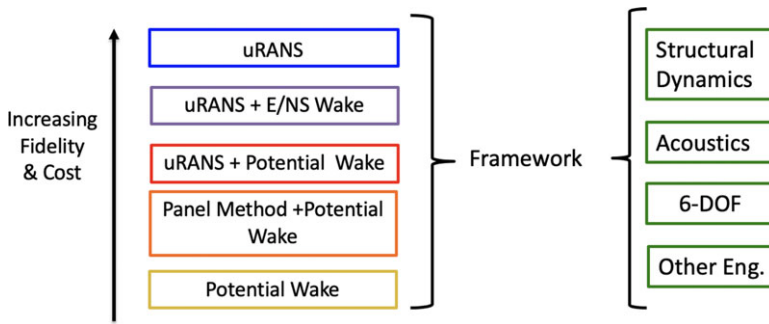 Increasing
Fidelity
& Cost
uRANS
uRANS + E/NS Wake
uRANS + Potential Wake
Panel Method +Potential
Wake
Potential Wake
Framework
Structural
Dynamics
Acoustics
6-DOF
Other Eng.